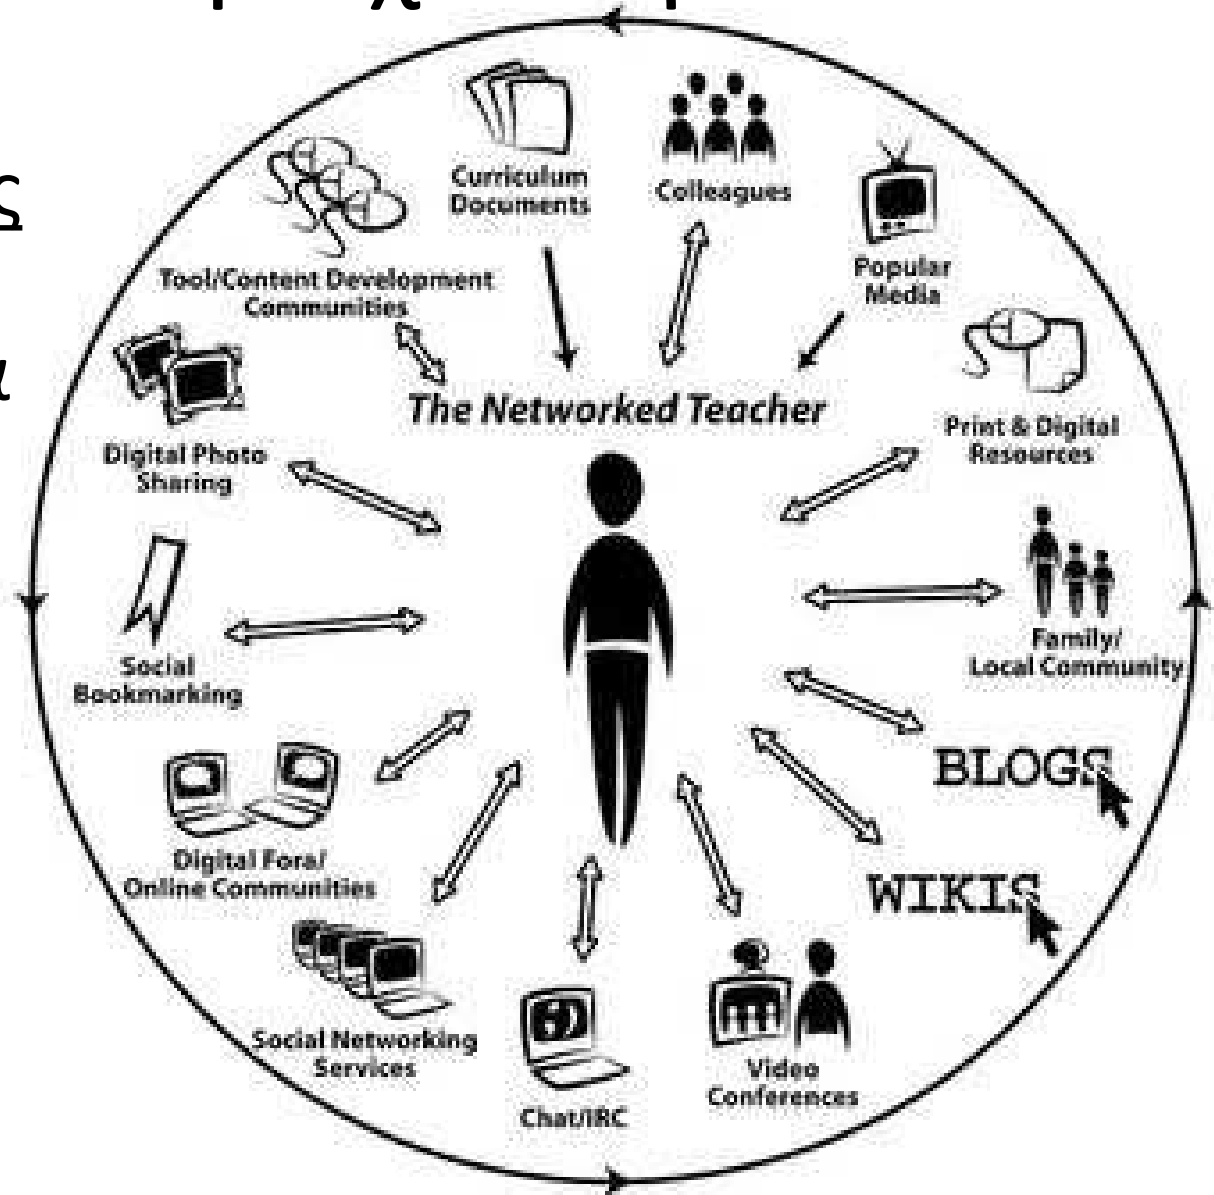 Curriculum
Documents
Colleagues
Popular
Media
Tool/Content Development
Communities
Print & Digital
Resources
The Networked Teacher
Digital Photo
Sharing
Family/
Local Community
Social
Bookmarking
BLOGS
Digital Fora/
Online Communities
WIKIS
Social Networking
Services
Video
Conferences
Chat/IRC